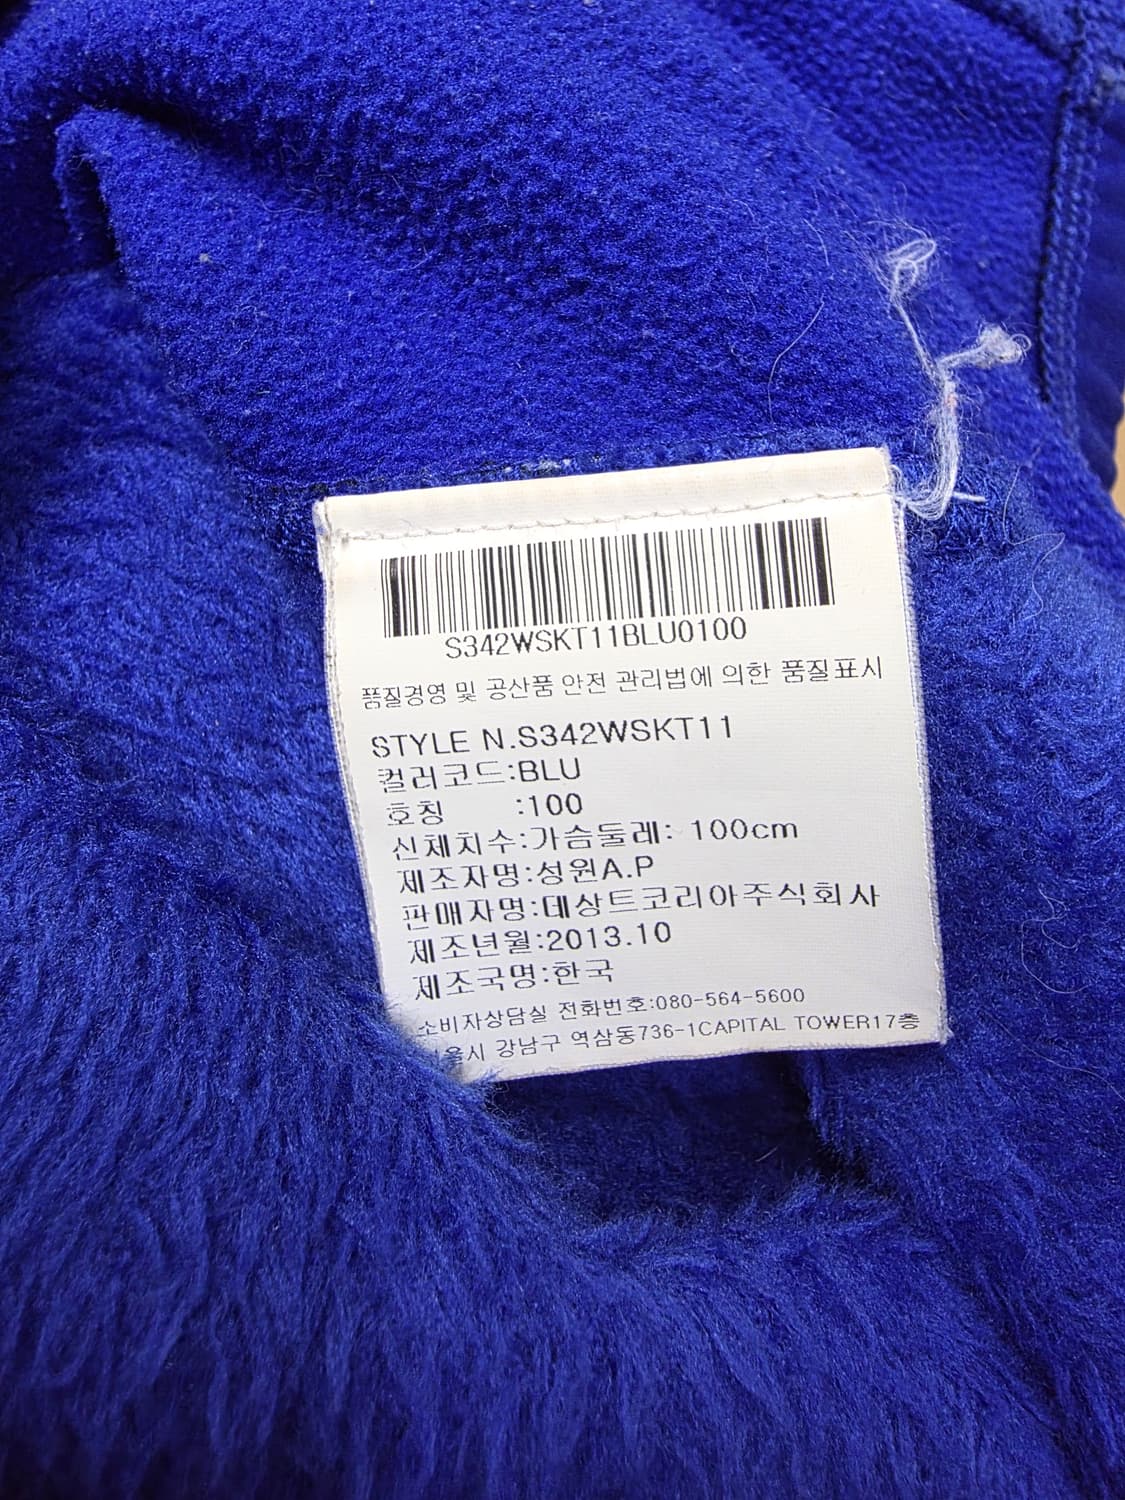 S342WSKT11BLU0100
품질경영 및 공산품 안전 관리법에 의한 품질표시
STYLE N.S342WSKT11
컬러코드:BLU
호칭 :100
신체치수:가슴둘레: 100cm
제조자명:성원A.P
판매자명:데상트코리아주식회사
제조년월:2013.10
제조국명:한국
소비자상담실 전화번호:080-564-5600
서울시 강남구 역삼동736-1CAPITAL TOWER17층